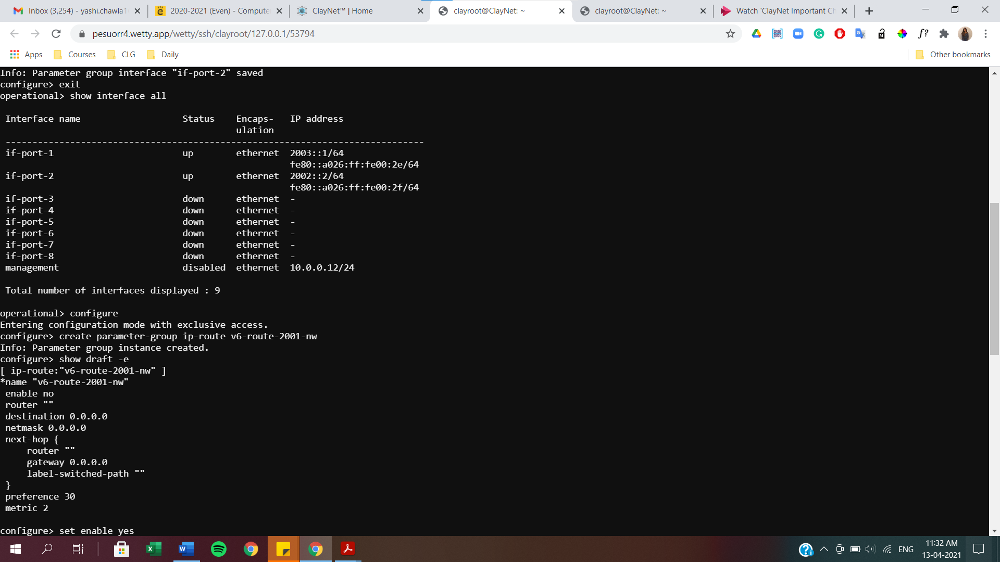 Inbox (3,254) - yashi.chawla1
2020-2021 (Even) - Compute
ClayNet™ | Home
clayroot@ClayNet: ~
clayroot@ClayNet: ~
Watch 'ClayNet Important Ch
pesuorr4.wetty.app/wetty/ssh/clayroot/127.0.0.1/53794
Apps
Courses
CLG
Daily
Other bookmarks
Info: Parameter group interface "if-port-2" saved
configure> exit
operational> show interface all
Interface name Status Encaps- IP address
ulation
--------------------------------------------------------------------------------
if-port-1 up ethernet 2003::1/64
fe80::a026:ff:fe00:2e/64
if-port-2 up ethernet 2002::2/64
fe80::a026:ff:fe00:2f/64
if-port-3 down ethernet -
if-port-4 down ethernet -
if-port-5 down ethernet -
if-port-6 down ethernet -
if-port-7 down ethernet -
if-port-8 down ethernet -
management disabled ethernet 10.0.0.12/24
Total number of interfaces displayed : 9
operational> configure
Entering configuration mode with exclusive access.
configure> create parameter-group ip-route v6-route-2001-nw
Info: Parameter group instance created.
configure> show draft -e
[ ip-route:"v6-route-2001-nw" ]
*name "v6-route-2001-nw"
enable no
router ""
destination 0.0.0.0
netmask 0.0.0.0
next-hop {
router ""
gateway 0.0.0.0
label-switched-path ""
}
preference 30
metric 2
configure> set enable yes
ENG
11:32 AM
13-04-2021